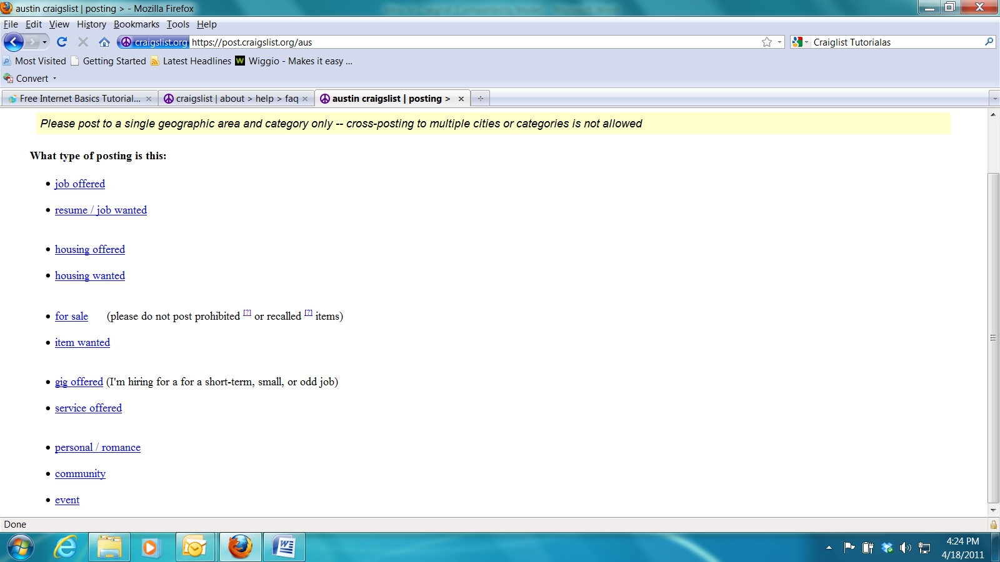 austin craigslist | posting > - Mozilla Firefox
File Edit View History Bookmarks Tools Help
craigslist.org https://post.craigslist.org/aus
Craiglist Tutorialas
Most Visited Getting Started Latest Headlines W Wiggio - Makes it easy ...
Convert
Free Internet Basics Tutorial... craigslist | about > help > faq austin craigslist | posting >
Please post to a single geographic area and category only -- cross-posting to multiple cities or categories is not allowed
What type of posting is this:
job offered
resume / job wanted
housing offered
housing wanted
for sale (please do not post prohibited [?] or recalled [?] items)
item wanted
gig offered (I'm hiring for a for a short-term, small, or odd job)
service offered
personal / romance
community
event
Done
4:24 PM
4/18/2011